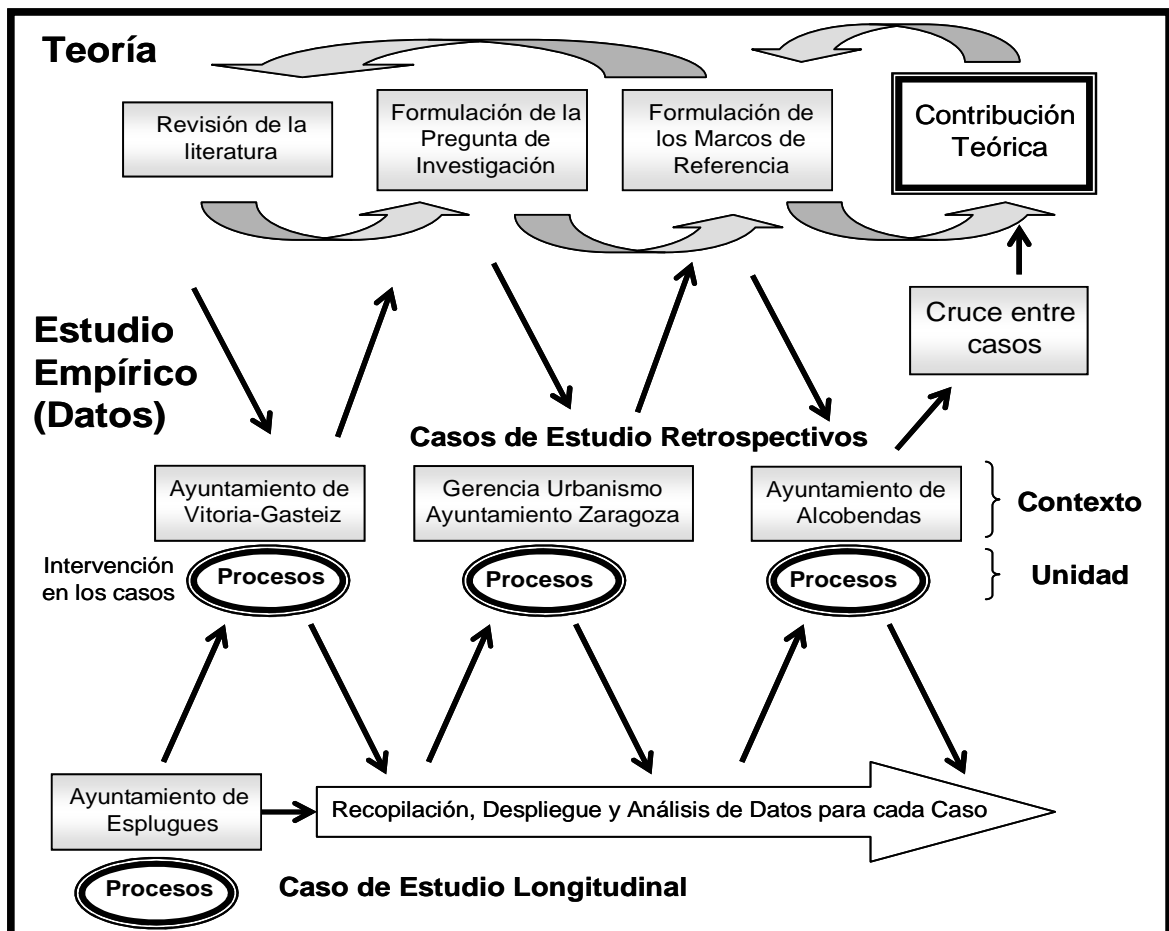 Teoría
Revisión de la
literatura
Formulación de la
Pregunta de
Investigación
Formulación de
los Marcos de
Referencia
Contribución
Teórica
Estudio
Empírico
(Datos)
Cruce entre
casos
Casos de Estudio Retrospectivos
Ayuntamiento de
Vitoria-Gasteiz
Gerencia Urbanismo
Ayuntamiento Zaragoza
Ayuntamiento de
Alcobendas
Contexto
Intervención
en los casos
Procesos
Procesos
Procesos
Unidad
Ayuntamiento de
Esplugues
Recopilación, Despliegue y Análisis de Datos para cada Caso
Procesos
Caso de Estudio Longitudinal